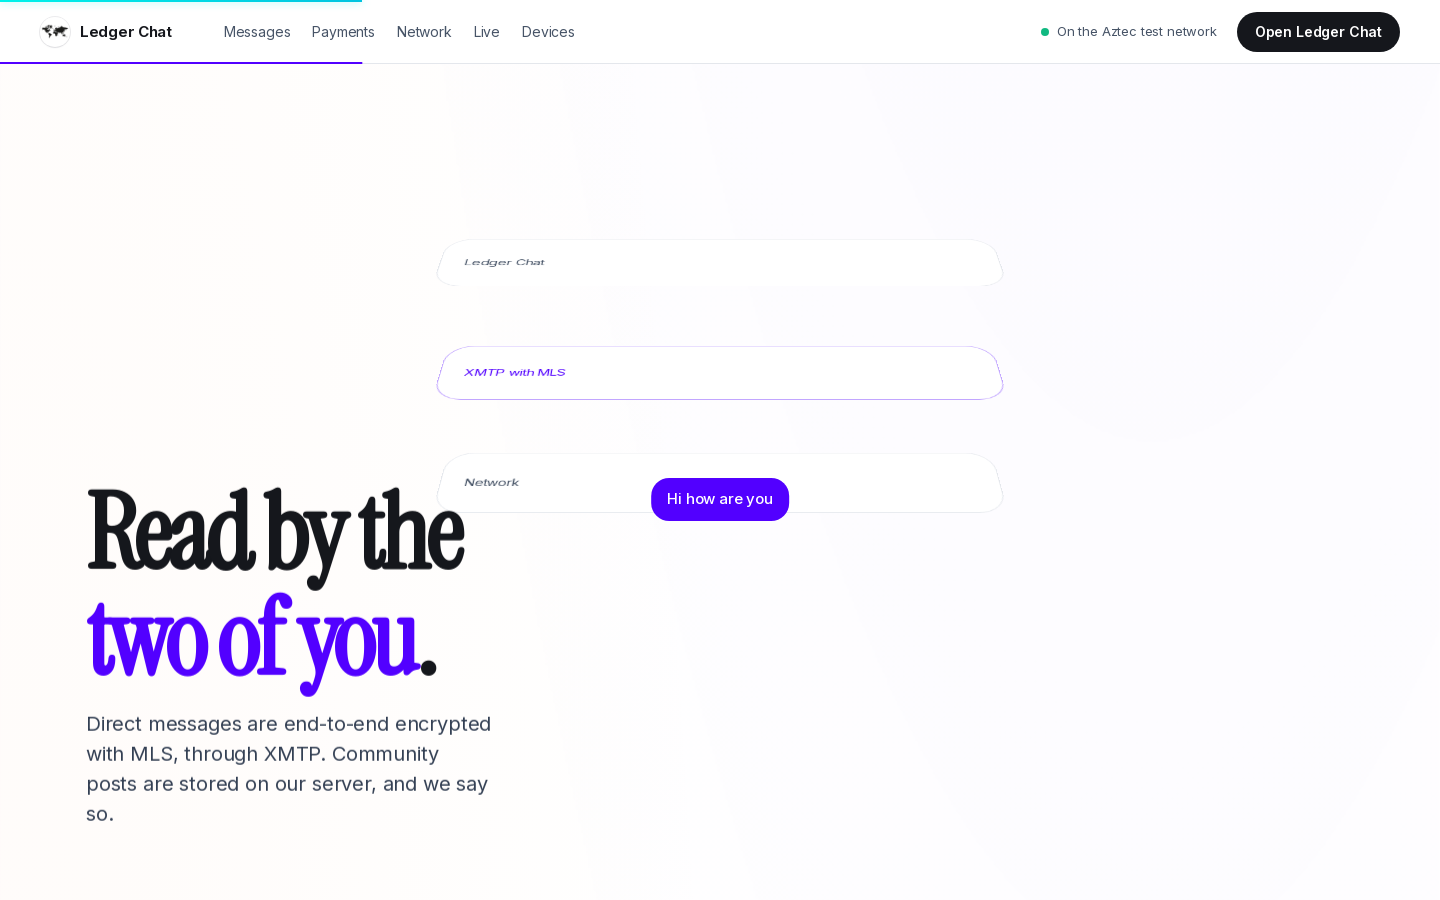 Ledger Chat
Messages
Payments
Network
Live
Devices
On the Aztec test network
Open Ledger Chat
Ledger Chat
XMTP with MLS
Network
Hi how are you
Read by the
two of you.
Direct messages are end-to-end encrypted
with MLS, through XMTP. Community
posts are stored on our server, and we say
so.